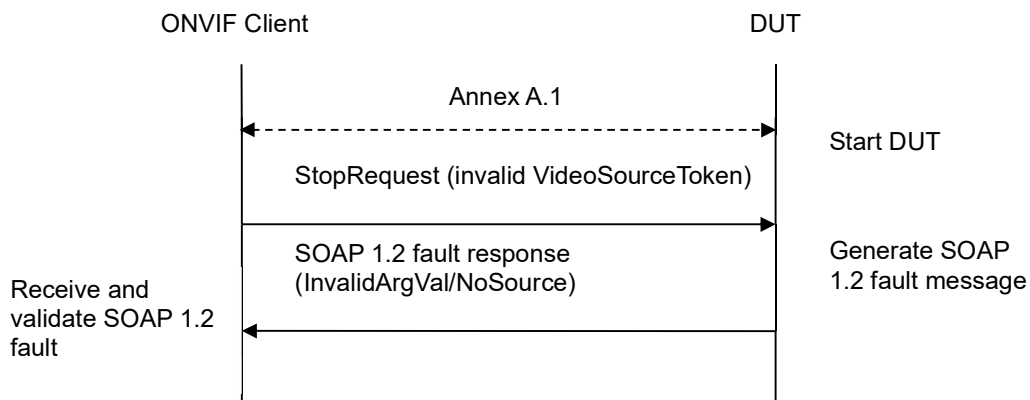 ONVIF Client
DUT
Annex A.1
Start DUT
StopRequest (invalid VideoSourceToken)
SOAP 1.2 fault response
(InvalidArgVal/NoSource)
Generate SOAP
1.2 fault message
Receive and
validate SOAP 1.2
fault